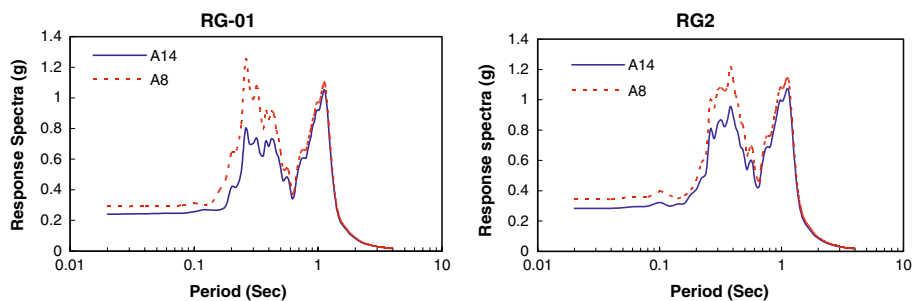 RG-01
1.4
1.2
1
0.8
0.6
0.4
0.2
0
0.01
0.1
1
10
Response Spectra (g)
Period (Sec)
A14
A8
RG2
1.4
1.2
1
0.8
0.6
0.4
0.2
0
0.01
0.1
1
10
Response spectra (g)
Period (Sec)
A14
A8